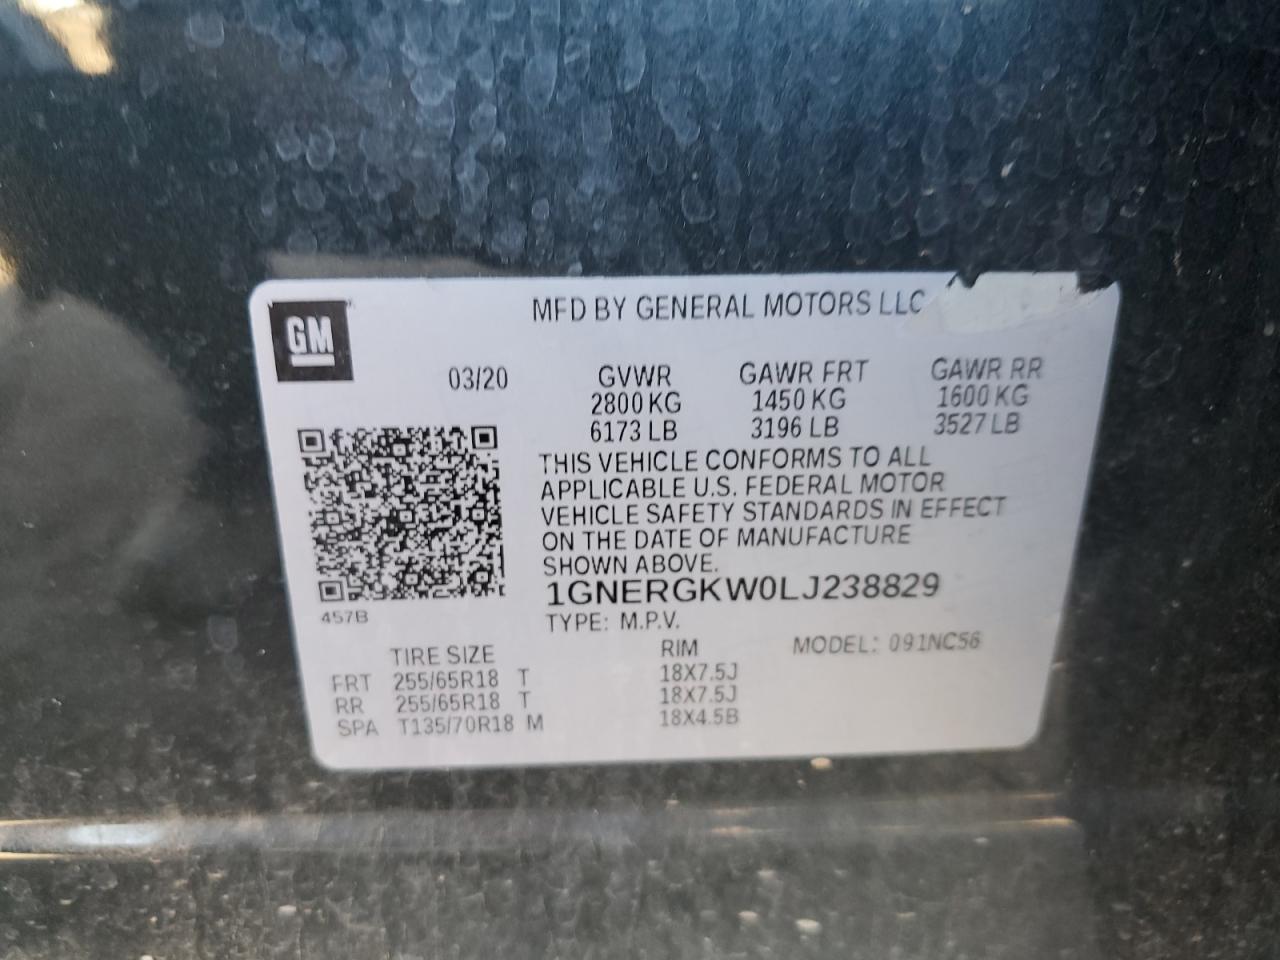 GM
MFD BY GENERAL MOTORS LLC
03/20 GVWR GAWR FRT GAWR RR
2800 KG 1450 KG 1600 KG
6173 LB 3196 LB 3527 LB
THIS VEHICLE CONFORMS TO ALL
APPLICABLE U.S. FEDERAL MOTOR
VEHICLE SAFETY STANDARDS IN EFFECT
ON THE DATE OF MANUFACTURE
SHOWN ABOVE.
1GNERGKW0LJ238829
457B
TYPE: M.P.V.
TIRE SIZE RIM MODEL: 091NC56
FRT 255/65R18 T 18X7.5J
RR 255/65R18 T 18X7.5J
SPA T135/70R18 M 18X4.5B